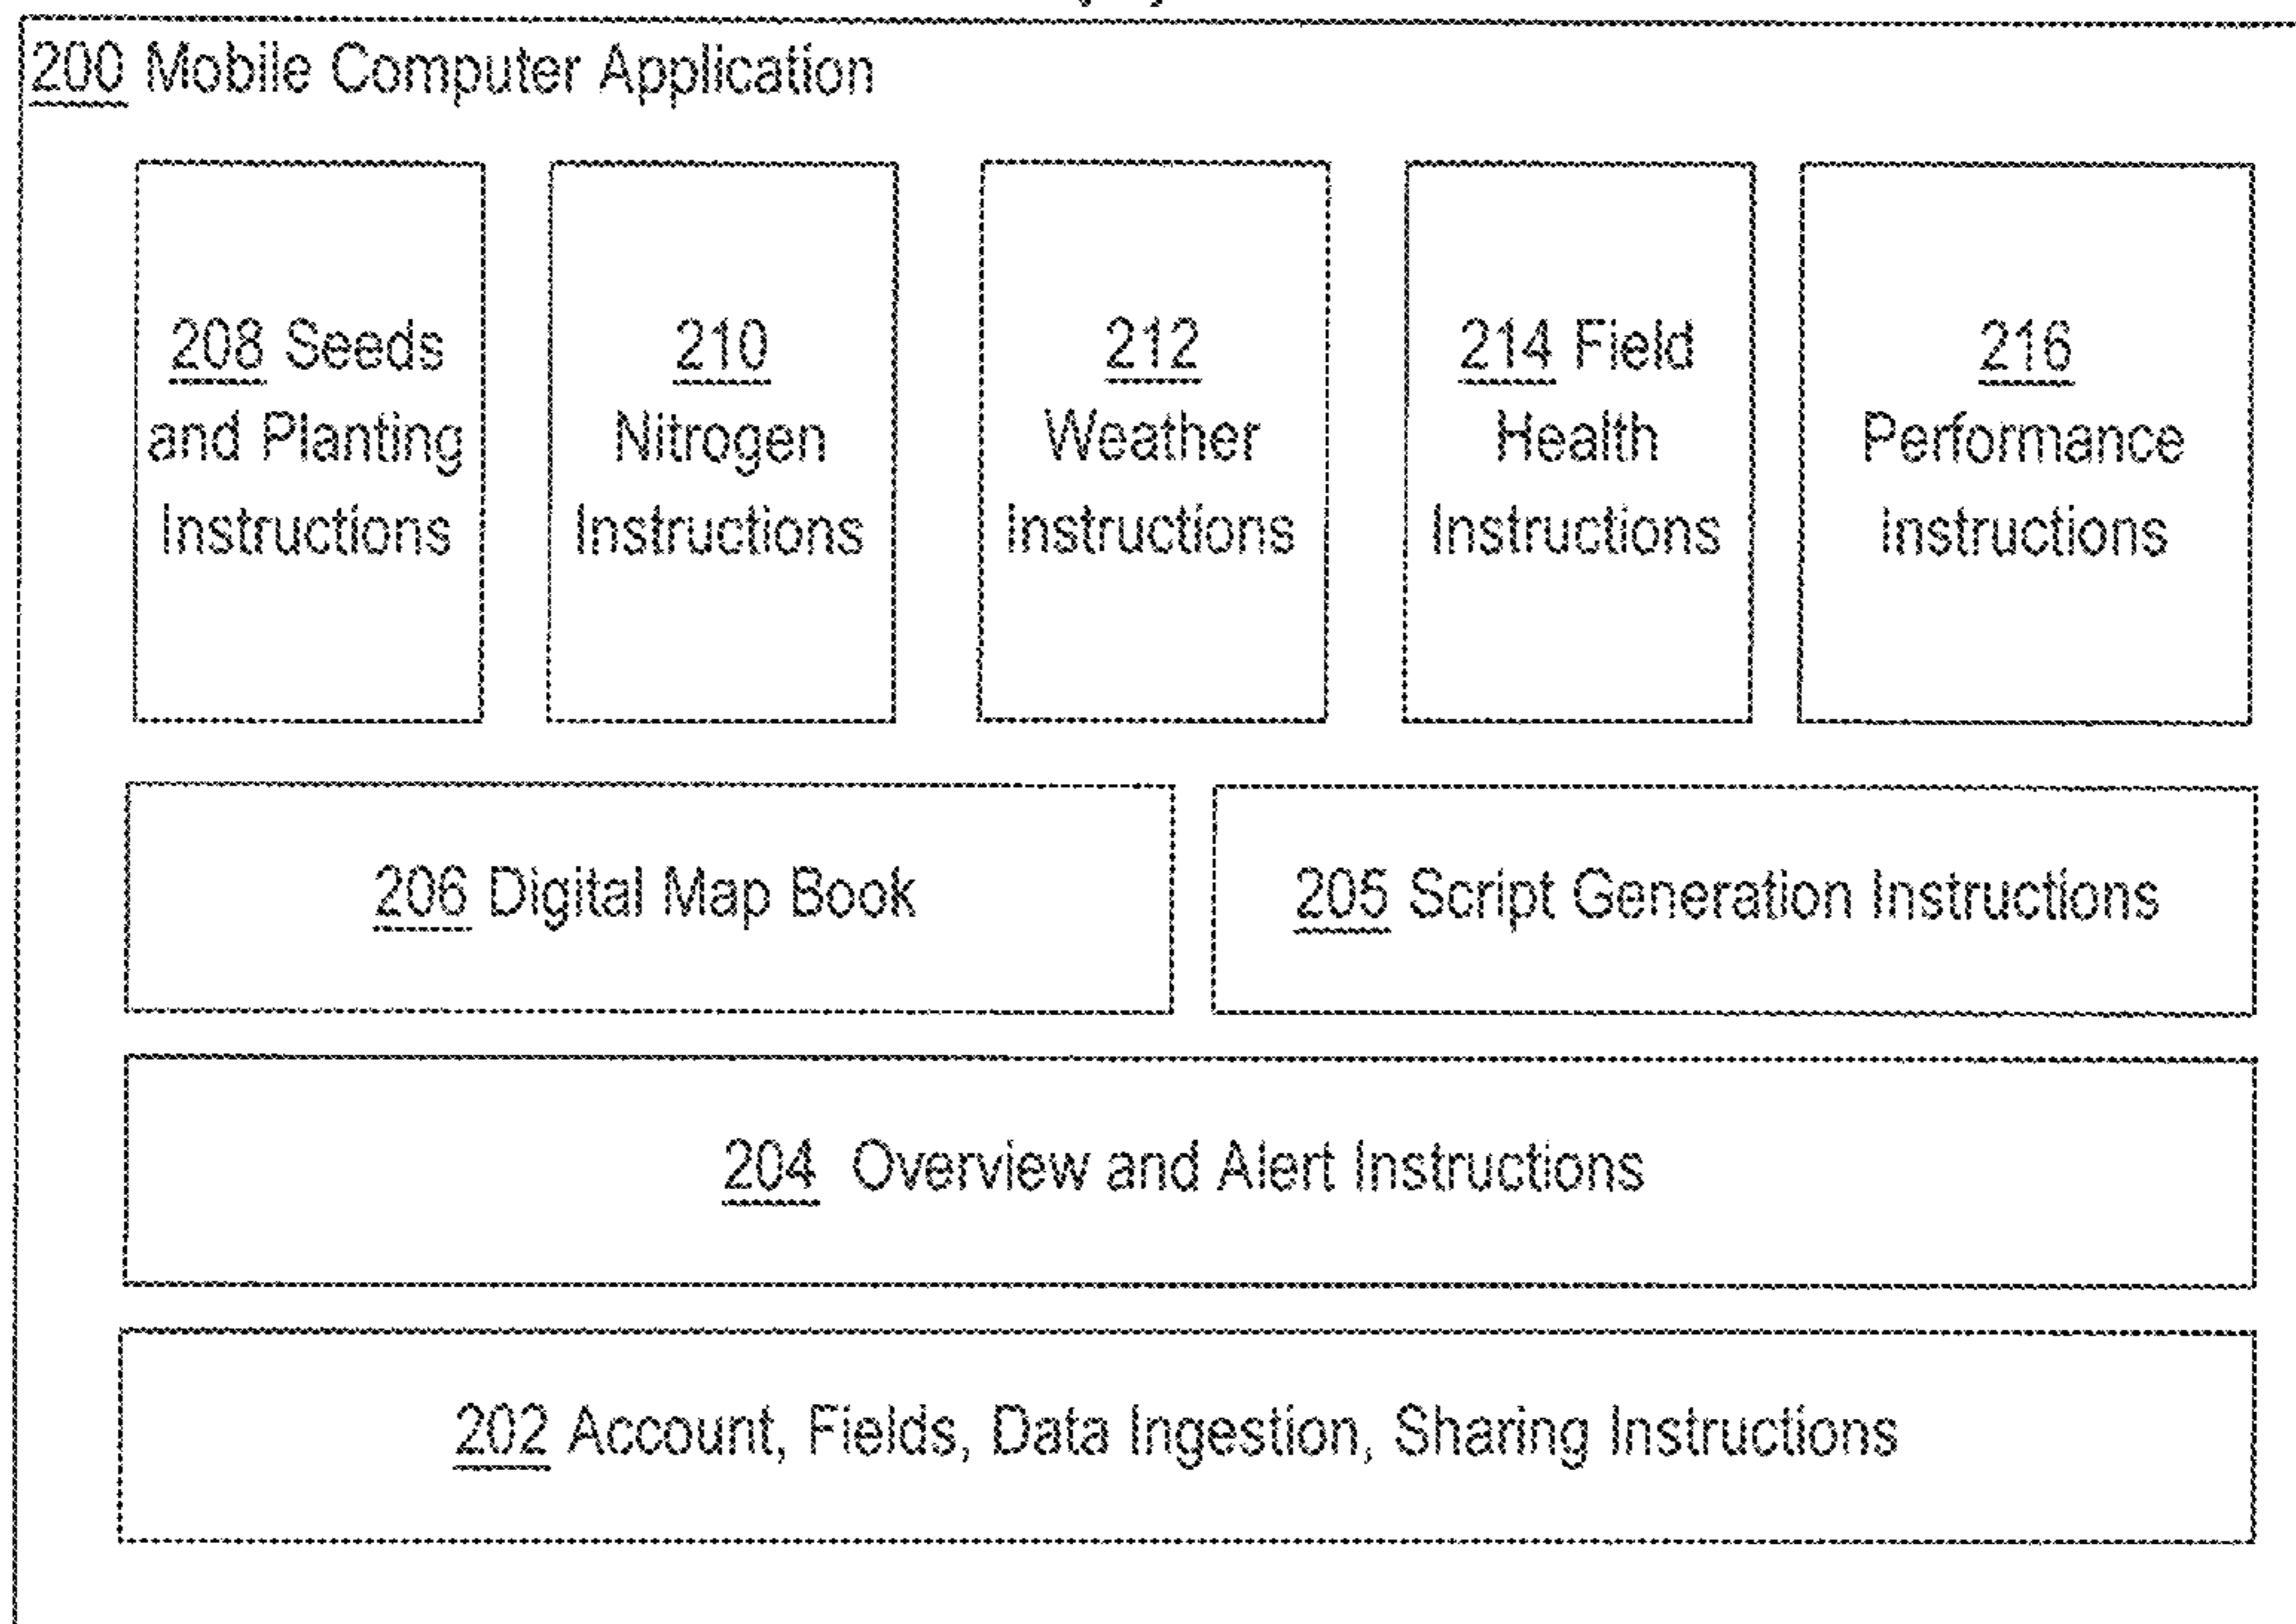 200 Mobile Computer Application
208 Seeds
and Planting
Instructions
210
Nitrogen
Instructions
212
Weather
Instructions
214 Field
Health
Instructions
216
Performance
Instructions
206 Digital Map Book
205 Script Generation Instructions
204 Overview and Alert Instructions
202 Account, Fields, Data Ingestion, Sharing Instructions